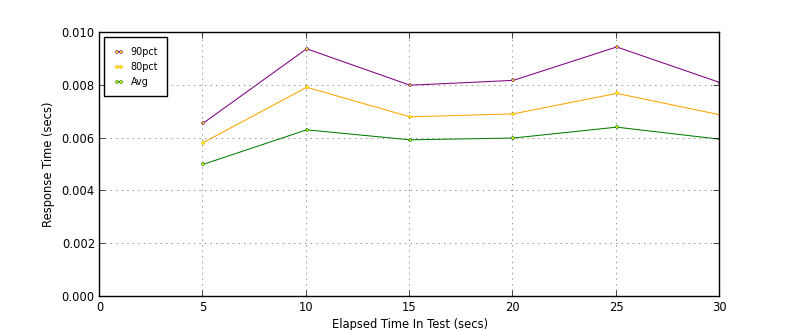 0.010
90pct
80pct
Avg
0.008
0.006
0.004
0.002
0.000
Response Time (secs)
0 5 10 15 20 25 30
Elapsed Time In Test (secs)